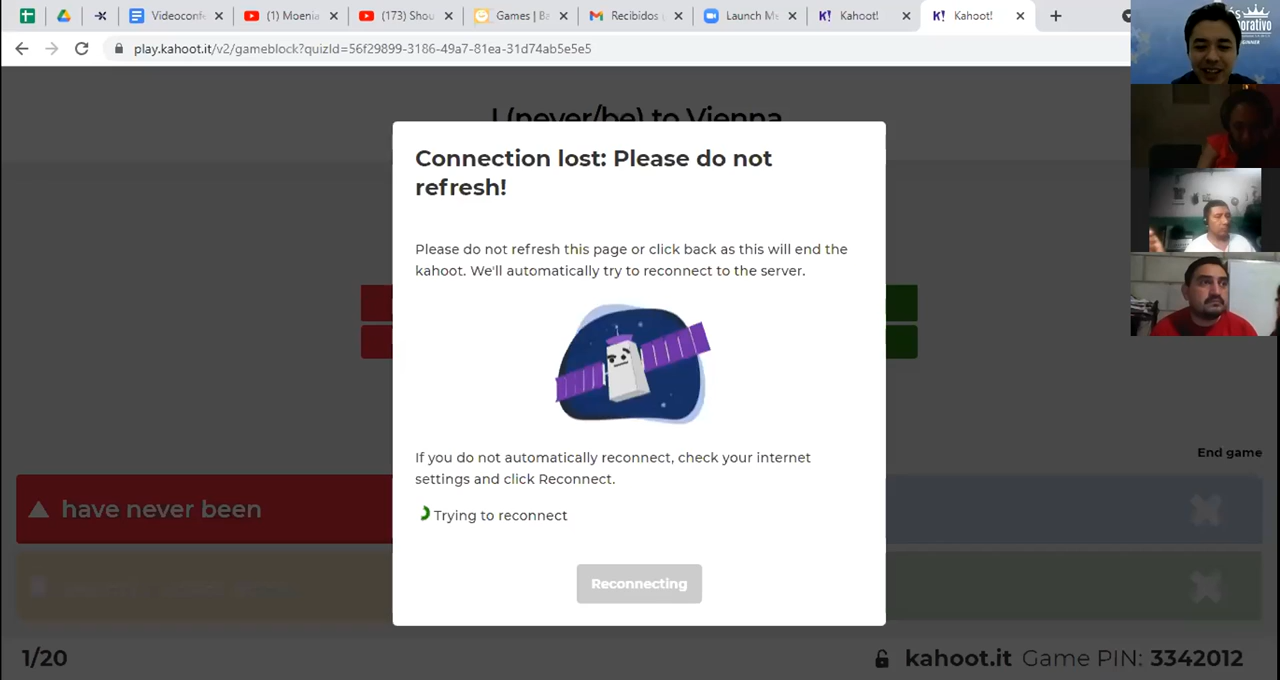 Videoconf
(1) Moenia
(173) Shou
Games | Ba
Recibidos
Launch Me
Kahoot!
Kahoot!
play.kahoot.it/v2/gameblock?quizId=56f29899-3186-49a7-81ea-31d74ab5e5e5
I (never/be) to Vienna
Connection lost: Please do not
refresh!
Please do not refresh this page or click back as this will end the
kahoot. We'll automatically try to reconnect to the server.
If you do not automatically reconnect, check your internet
settings and click Reconnect.
Trying to reconnect
Reconnecting
End game
have never been
1/20
kahoot.it Game PIN: 3342012